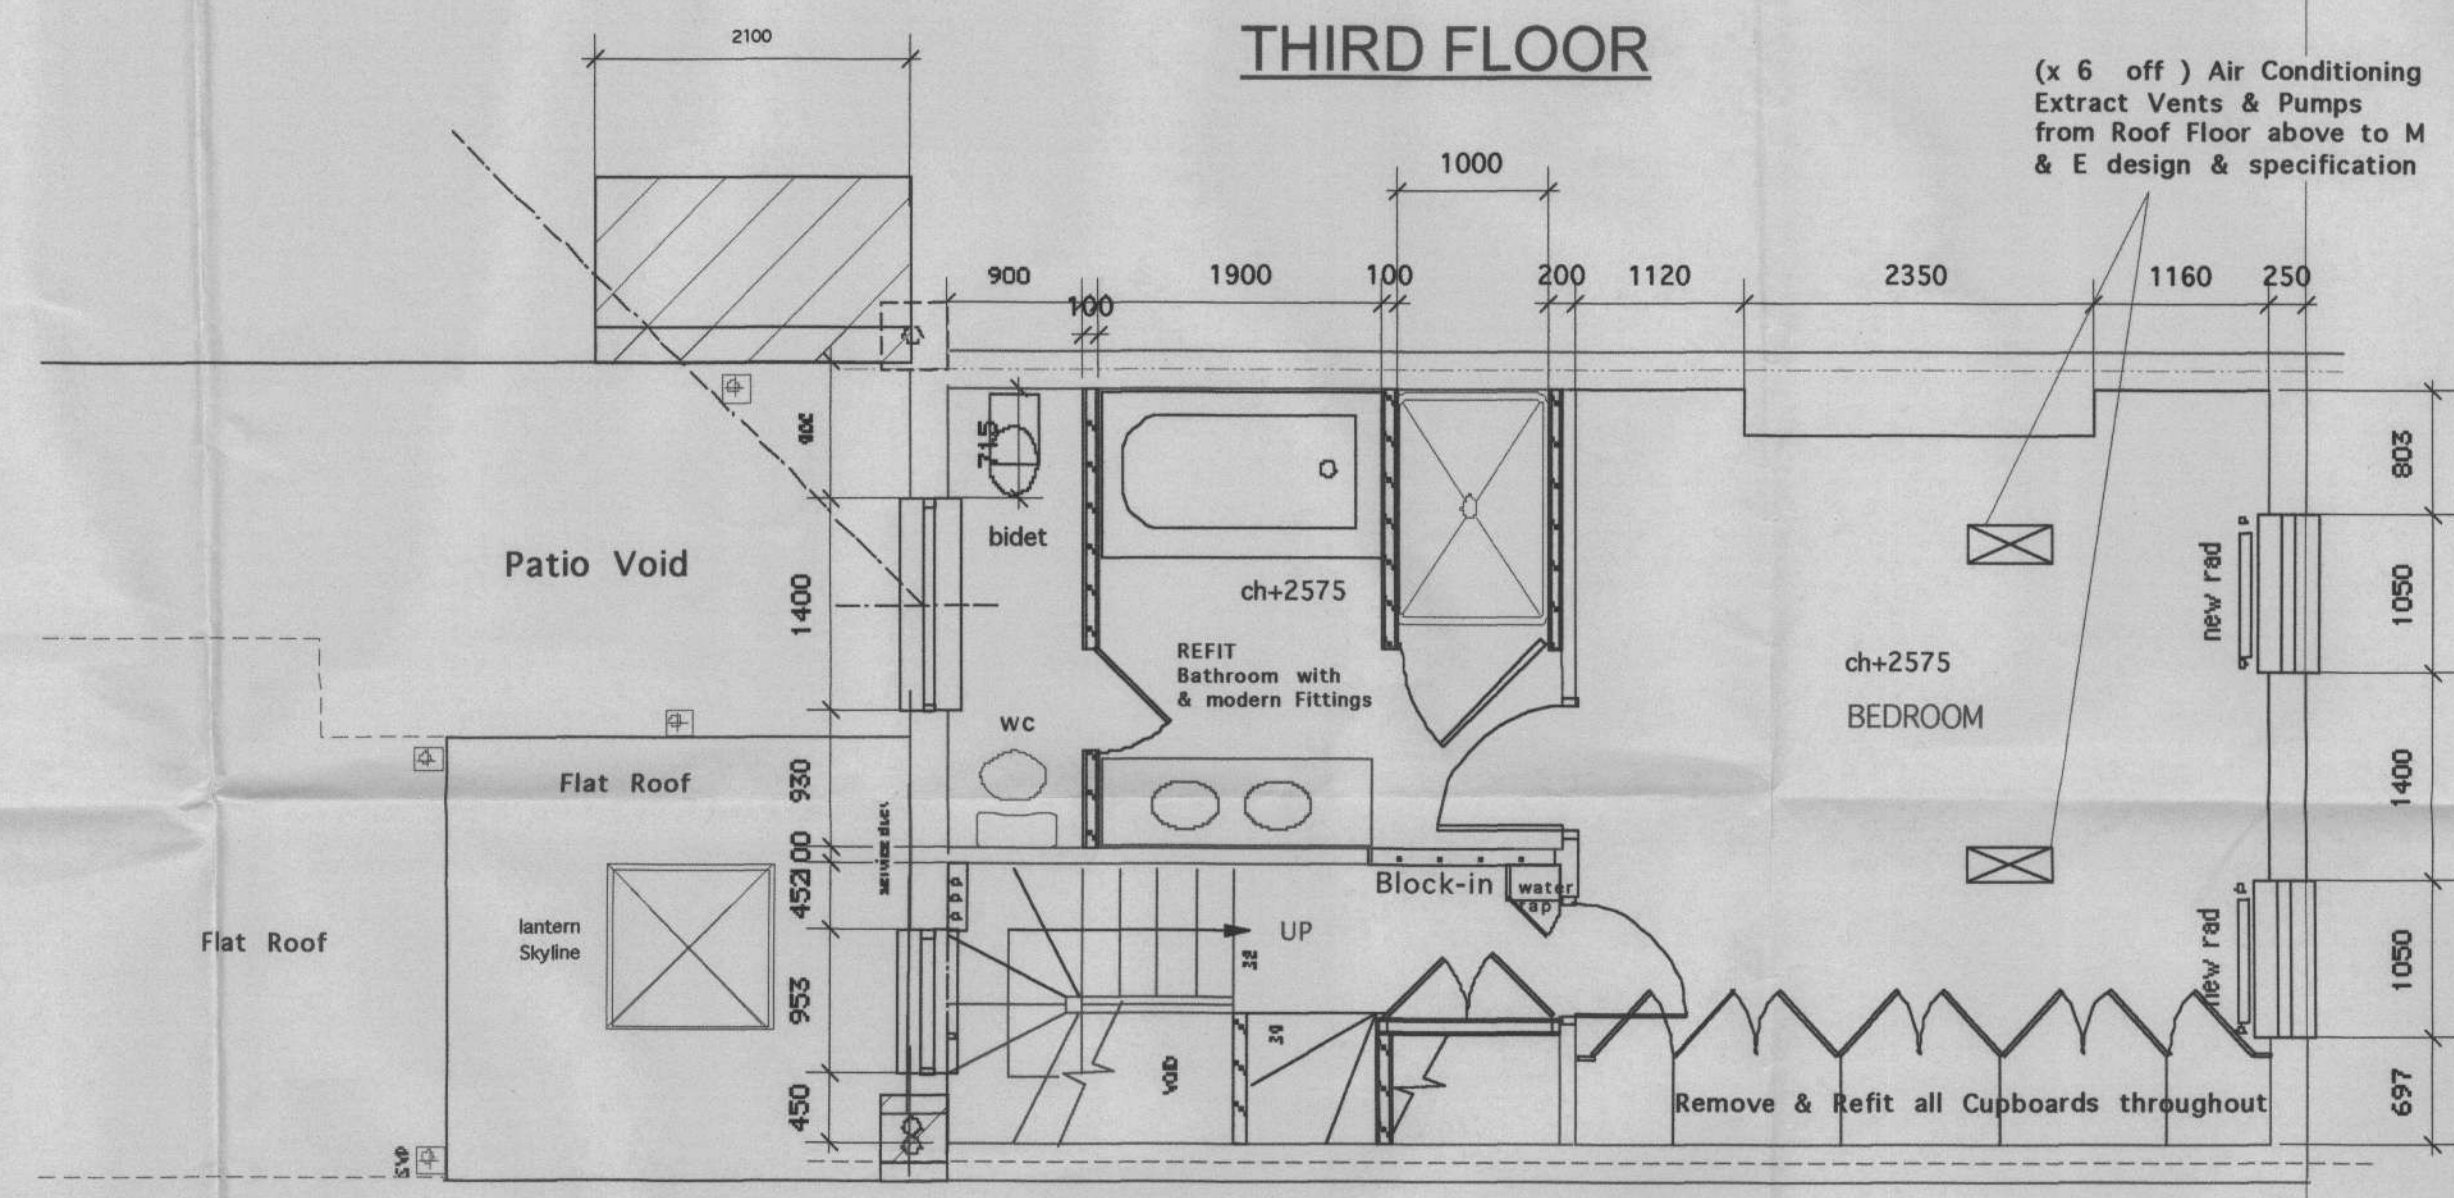 THIRD FLOOR
2100
(x 6 off ) Air Conditioning
Extract Vents & Pumps
from Roof Floor above to M
& E design & specification
1000
900
100
1900
100
200
1120
2350
1160
250
715
bidet
Patio Void
1400
ch+2575
REFIT
Bathroom with
& modern Fittings
WC
ch+2575
BEDROOM
new rad
803
1050
1400
1050
697
Flat Roof
930
100
452
953
450
lantern
Skyline
Flat Roof
Block-in
water
UP
new rad
Remove & Refit all Cupboards throughout